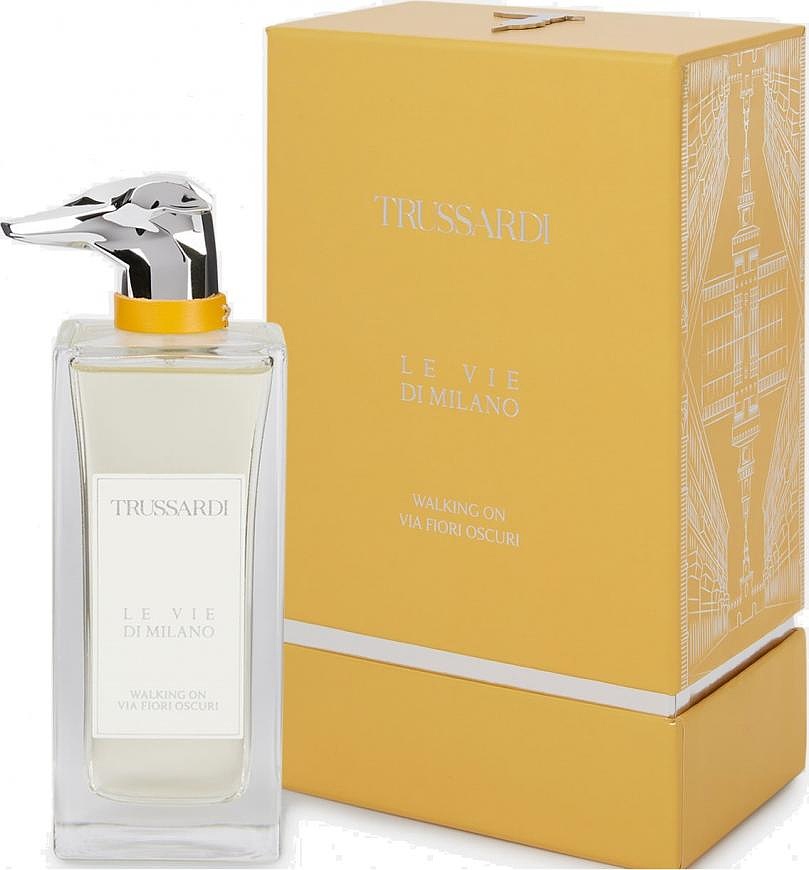 TRUSSARDI
LE VIE
DI MILANO
WALKING ON
VIA FIORI OSCURI
TRUSSARDI
LE VIE
DI MILANO
WALKING ON
VIA FIORI OSCURI